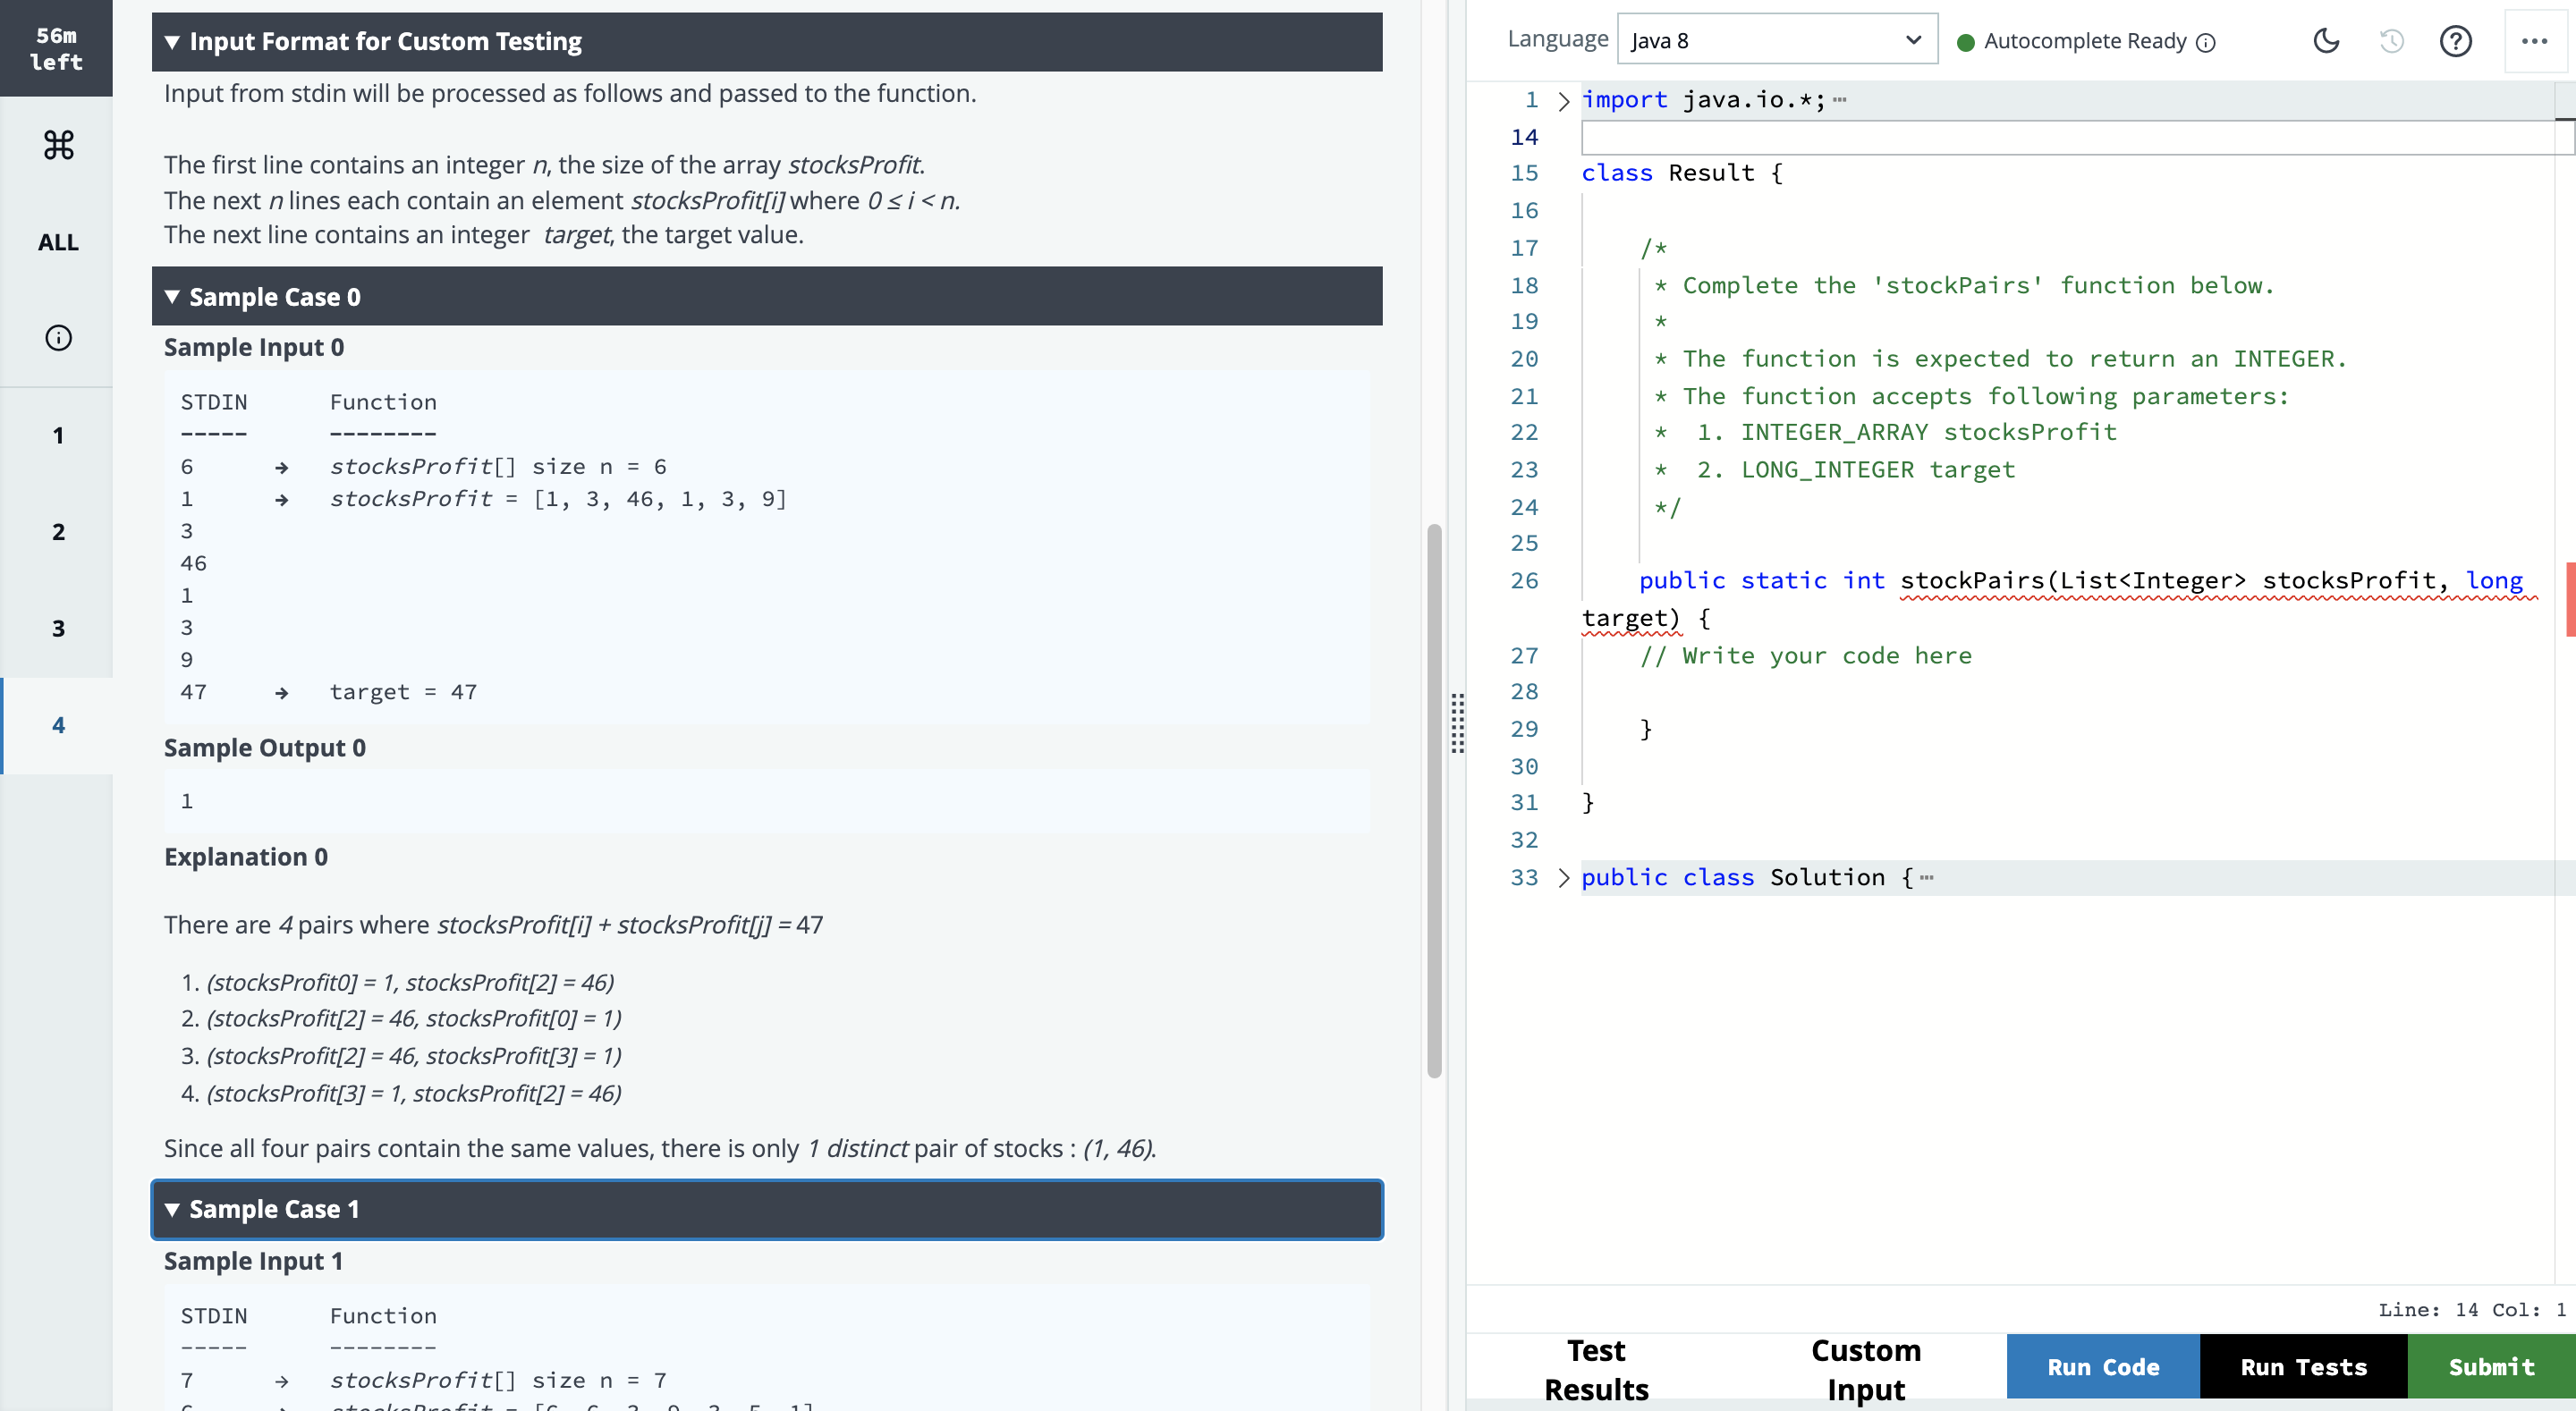 56m
left
ALL
1
2
3
4
▼ Input Format for Custom Testing
Input from stdin will be processed as follows and passed to the function.
The first line contains an integer n, the size of the array stocksProfit.
The next n lines each contain an element stocksProfit[i] where 0 ≤ i < n.
The next line contains an integer target, the target value.
▼ Sample Case 0
Sample Input 0
STDIN Function
----- --------
6 → stocksProfit[] size n = 6
1 → stocksProfit = [1, 3, 46, 1, 3, 9]
3
46
1
3
9
47 → target = 47
Sample Output 0
1
Explanation 0
There are 4 pairs where stocksProfit[i] + stocksProfit[j] = 47
1. (stocksProfit0] = 1, stocksProfit[2] = 46)
2. (stocksProfit[2] = 46, stocksProfit[0] = 1)
3. (stocksProfit[2] = 46, stocksProfit[3] = 1)
4. (stocksProfit[3] = 1, stocksProfit[2] = 46)
Since all four pairs contain the same values, there is only 1 distinct pair of stocks : (1, 46).
▼ Sample Case 1
Sample Input 1
STDIN Function
----- --------
7 → stocksProfit[] size n = 7
Language Java 8 Autocomplete Ready
1 import java.io.*;
14
15 class Result {
16
17 /*
18 * Complete the 'stockPairs' function below.
19 *
20 * The function is expected to return an INTEGER.
21 * The function accepts following parameters:
22 * 1. INTEGER_ARRAY stocksProfit
23 * 2. LONG_INTEGER target
24 */
25
26 public static int stockPairs(List<Integer> stocksProfit, long
target) {
27 // Write your code here
28
29 }
30
31 }
32
33 public class Solution {
Line: 14 Col: 1
Test
Results
Custom
Input
Run Code
Run Tests
Submit